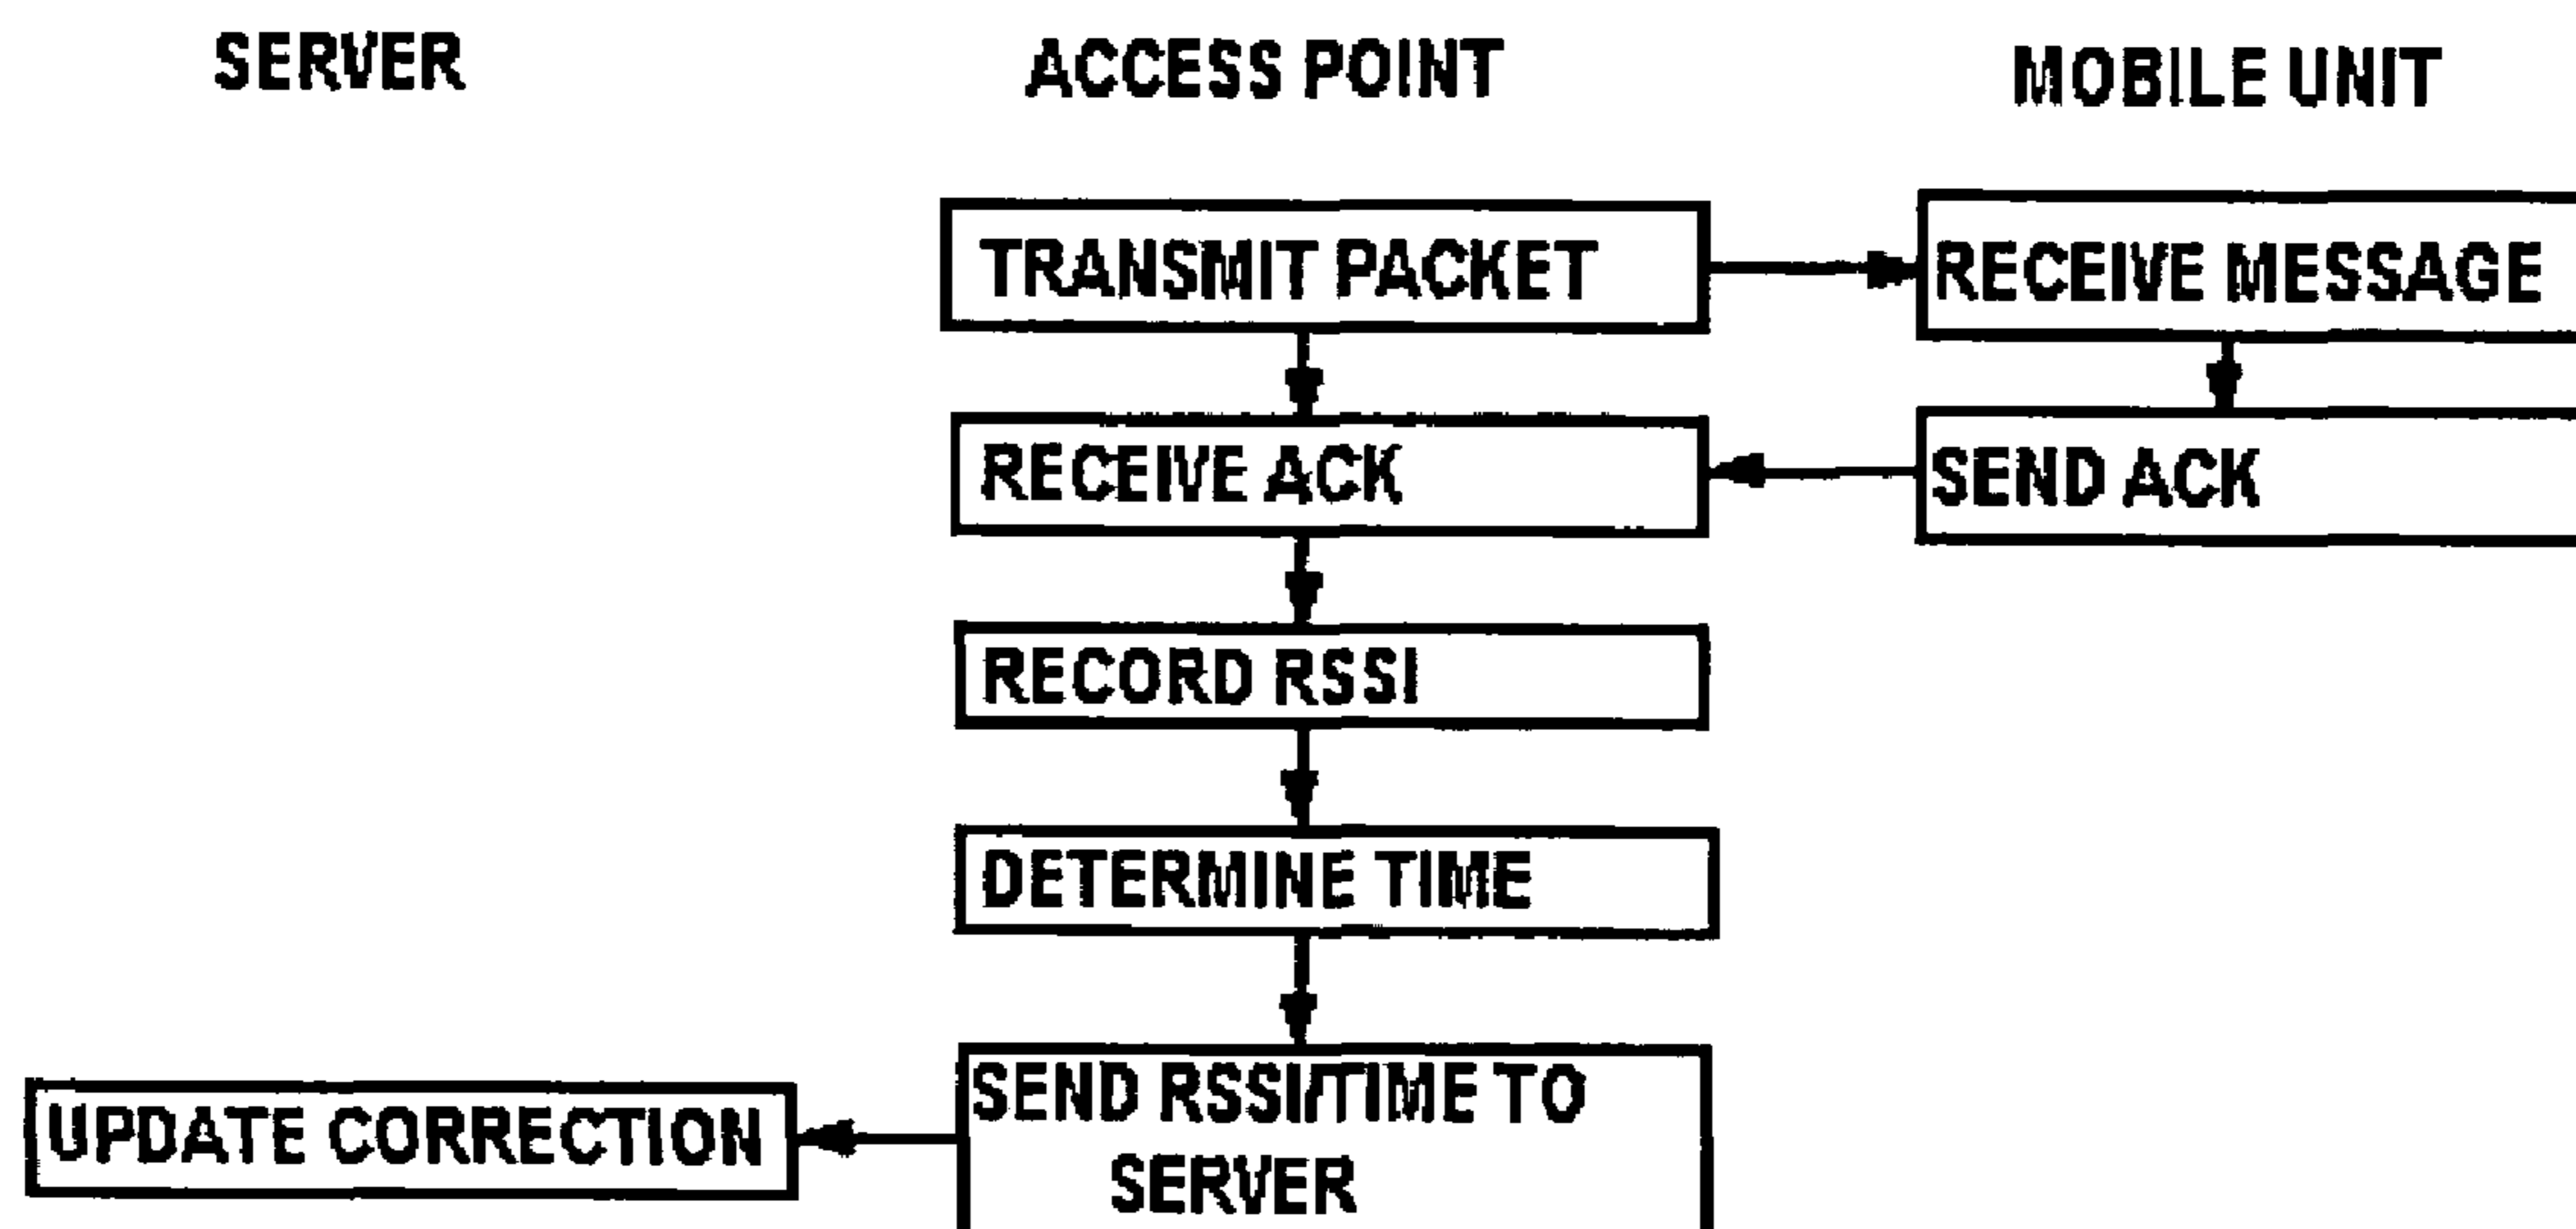 SERVER
ACCESS POINT
MOBILE UNIT
TRANSMIT PACKET
RECEIVE MESSAGE
RECEIVE ACK
SEND ACK
RECORD RSSI
DETERMINE TIME
SEND RSSI/TIME TO
SERVER
UPDATE CORRECTION